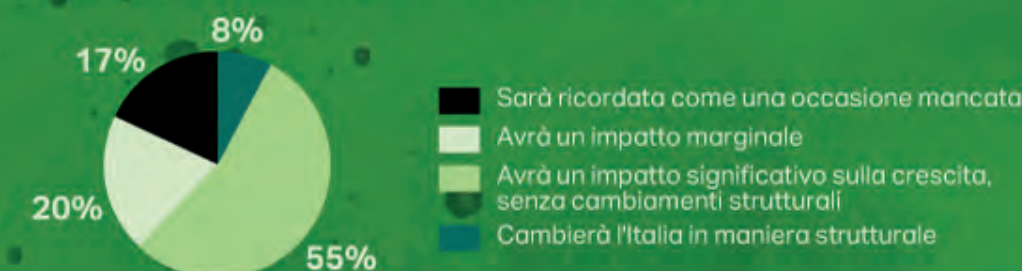 8%
17%
20%
55%
Sarà ricordata come una occasione mancata
Avrà un impatto marginale
Avrà un impatto significativo sulla crescita,
senza cambiamenti strutturali
Cambierà l'Italia in maniera strutturale